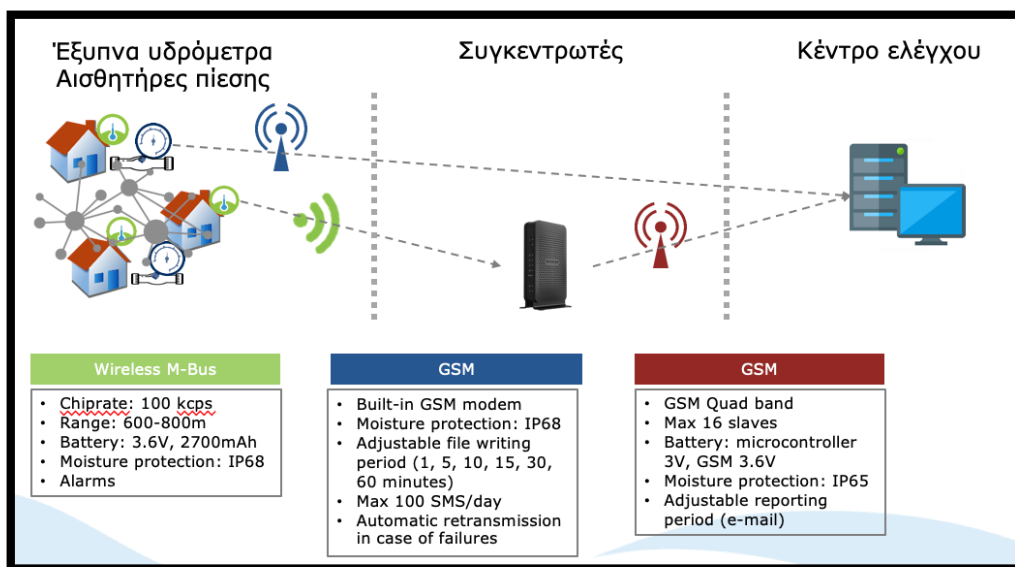 Έξυπνα υδρόμετρα
Αισθητήρες πίεσης
Συγκεντρωτές
Κέντρο ελέγχου
Wireless M-Bus
• Chiprate: 100 kcps
• Range: 600-800m
• Battery: 3.6V, 2700mAh
• Moisture protection: IP68
• Alarms
GSM
• Built-in GSM modem
• Moisture protection: IP68
• Adjustable file writing
period (1, 5, 10, 15, 30,
60 minutes)
• Max 100 SMS/day
• Automatic retransmission
in case of failures
GSM
• GSM Quad band
• Max 16 slaves
• Battery: microcontroller
3V, GSM 3.6V
• Moisture protection: IP65
• Adjustable reporting
period (e-mail)